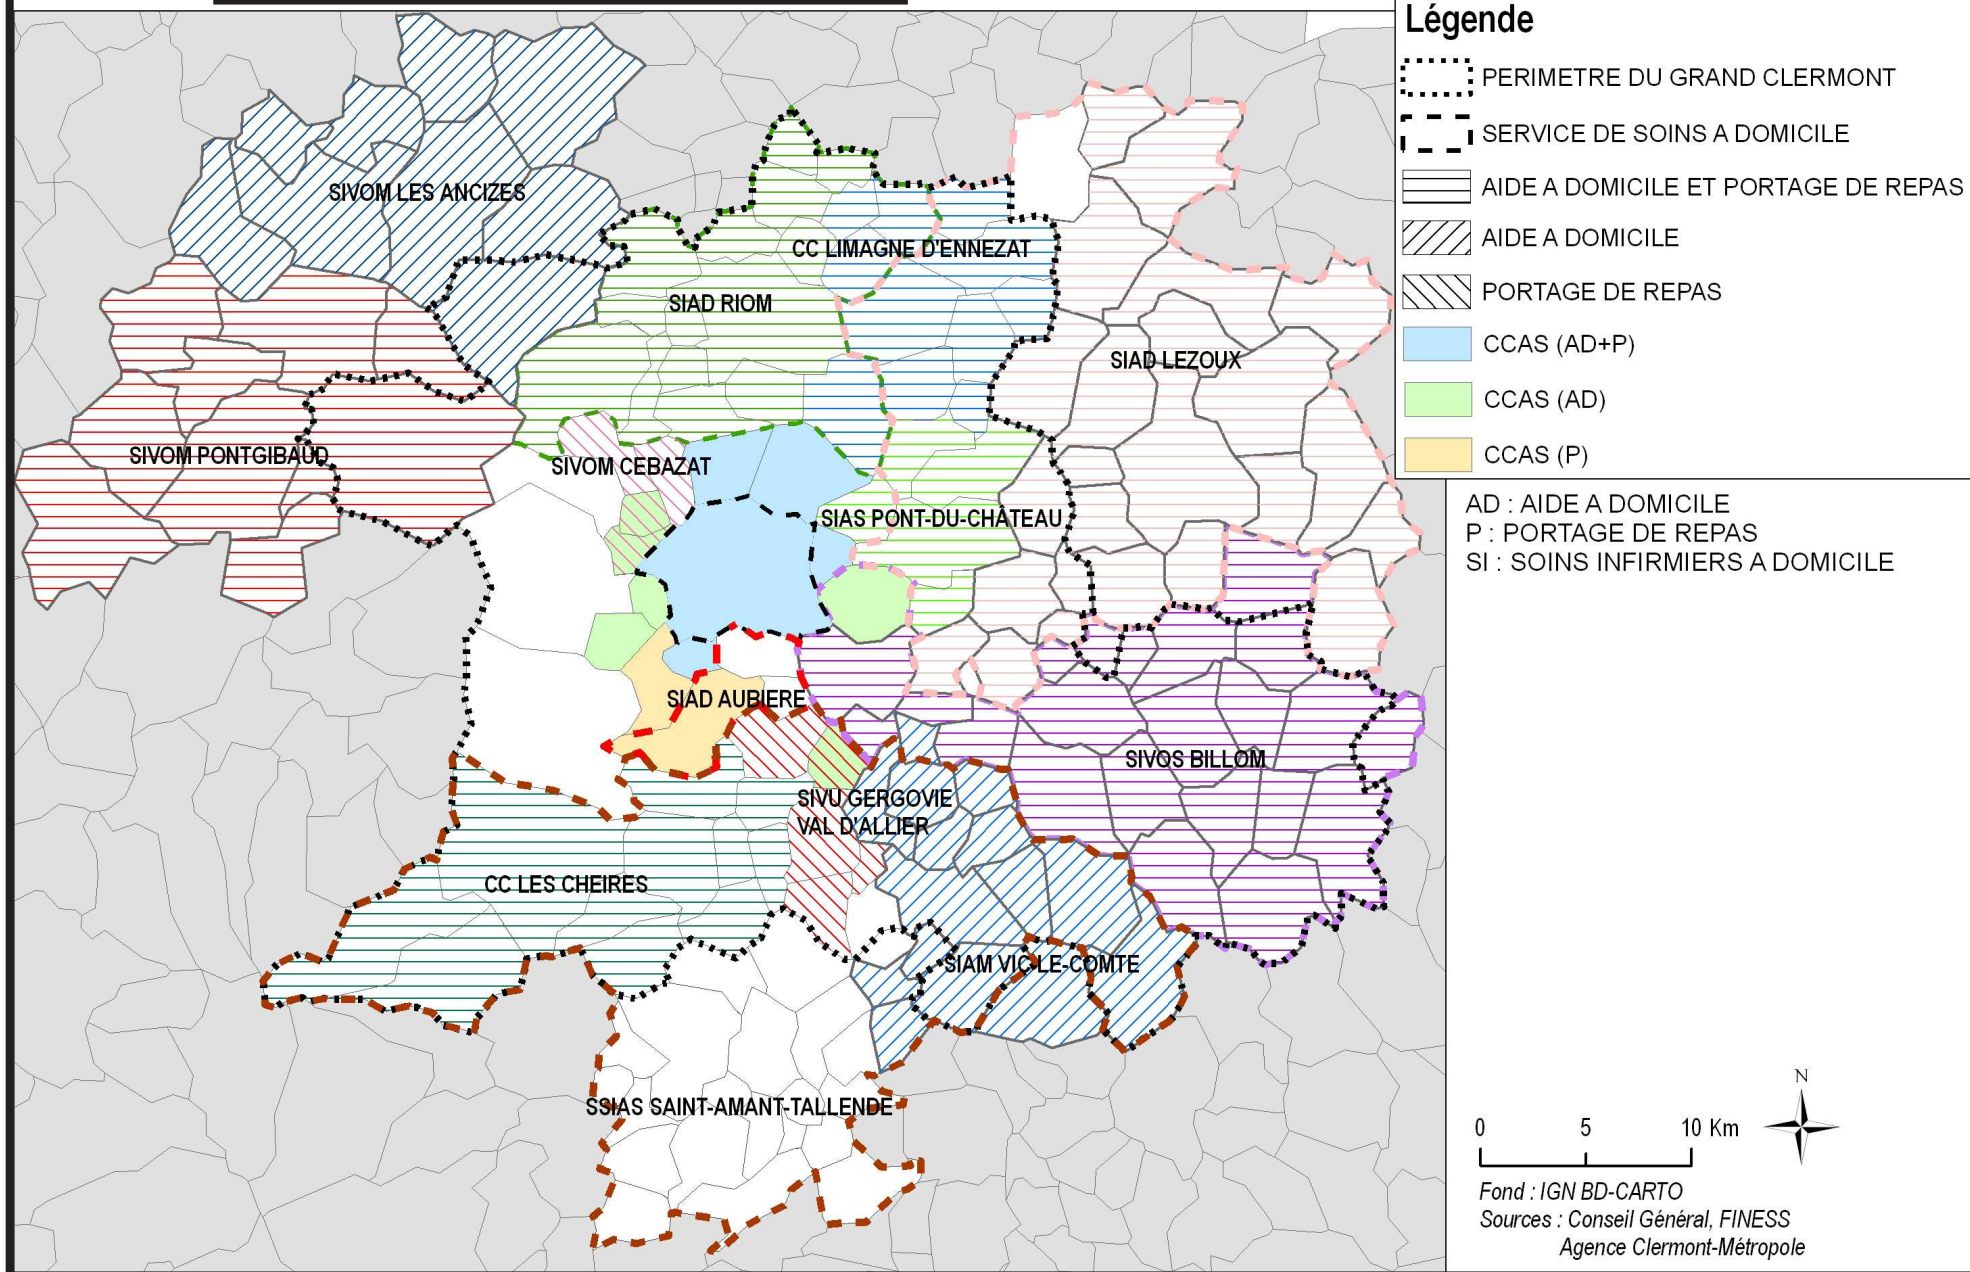 Légende
PERIMETRE DU GRAND CLERMONT
SERVICE DE SOINS A DOMICILE
AIDE A DOMICILE ET PORTAGE DE REPAS
AIDE A DOMICILE
PORTAGE DE REPAS
CCAS (AD+P)
CCAS (AD)
CCAS (P)
AD : AIDE A DOMICILE
P : PORTAGE DE REPAS
SI : SOINS INFIRMIERS A DOMICILE
SIVOM LES ANCIZES
CC LIMAGNE D'ENNEZAT
SIAD RIOM
SIAD LEZOUX
SIVOM PONTGIBAUD
SIVOM CEBAZAT
SIAS PONT-DU-CHÂTEAU
SIAD AUBIERE
SIVOS BILLOM
SIVU GERGOVIE
VAL D'ALLIER
CC LES CHEIRES
SIAM VIC-LE-COMTE
SSIAS SAINT-AMANT-TALLENDE
N
0 5 10 Km
Fond : IGN BD-CARTO
Sources : Conseil Général, FINESS
Agence Clermont-Métropole